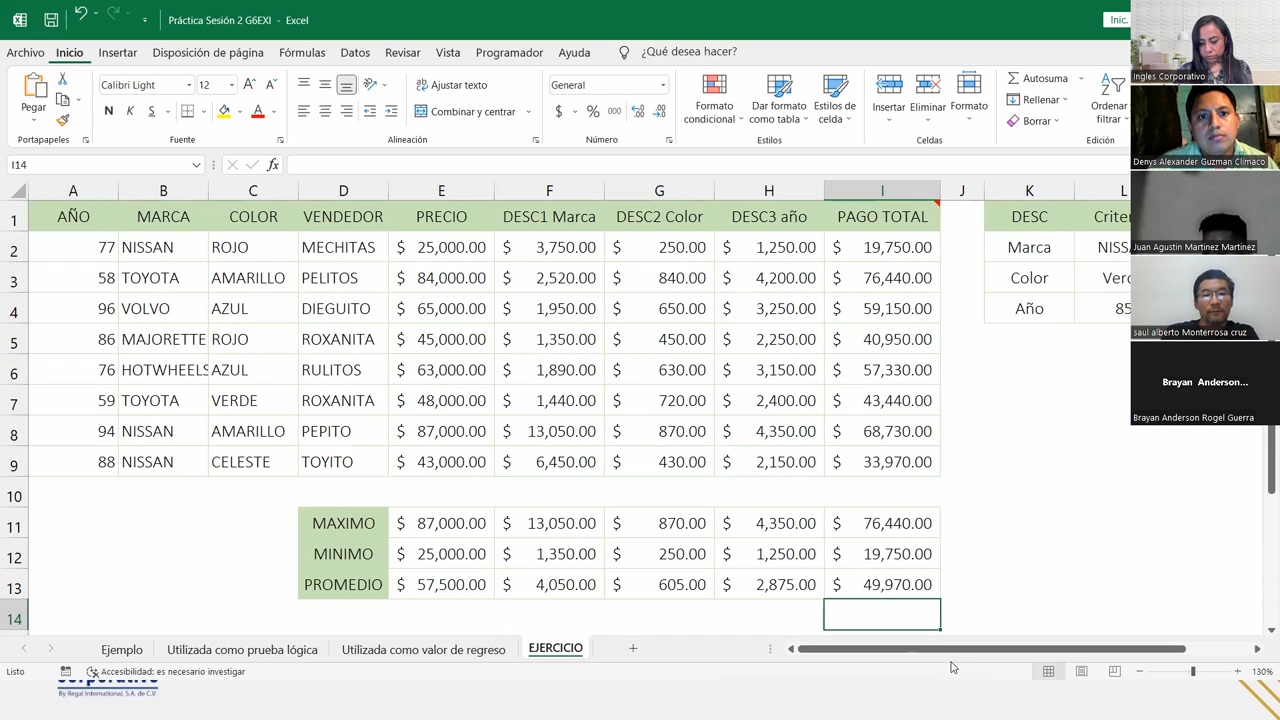 Práctica Sesión 2 G6EXI - Excel
Inic.
Archivo Inicio Insertar Disposición de página Fórmulas Datos Revisar uda ¿Qué hacer?
Pegar
Portapapeles
Calibri Light 12
N K S
Fuente
Combinar y centrar
Alineación
General
$ % 000
Número
Formato condicional
Dar formato
Estilos de celda
Estilos
Insertar Eliminar Formato
Celdas
Autosuma
Rellenar
Borrar
Ordenar
Edición
I14
fx
A B C D E F G H I J K L
1 AÑO MARCA COLOR VENDEDOR PRECIO DESC1 Marca DESC2 Color DESC3 año PAGO TOTAL DESC Crite
2 77 NISSAN ROJO MECHITAS $ 25,000.00 $ 3,750.00 $ 250.00 $ 1,250.00 $ 19,750.00 Marca NISS
3 58 TOYOTA AMARILLO PELITOS $ 84,000.00 $ 2,520.00 $ 840.00 $ 4,200.00 $ 76,440.00 Color Verd
4 96 VOLVO AZUL DIEGUITO $ 65,000.00 $ 1,950.00 $ 650.00 $ 3,250.00 $ 59,150.00 Año 85
5 86 MAJORETTE ROJO ROXANITA $ 45,000.00 $ 1,350.00 $ 450.00 $ 2,250.00 $ 40,950.00
6 76 HOTWHEELS AZUL RULITOS $ 63,000.00 $ 1,890.00 $ 630.00 $ 3,150.00 $ 57,330.00
7 59 TOYOTA VERDE ROXANITA $ 48,000.00 $ 1,440.00 $ 720.00 $ 2,400.00 $ 43,440.00
8 94 NISSAN AMARILLO PEPITO $ 87,000.00 $ 13,050.00 $ 870.00 $ 4,350.00 $ 68,730.00
9 88 NISSAN CELESTE TOYITO $ 43,000.00 $ 6,450.00 $ 430.00 $ 2,150.00 $ 33,970.00
10
11 MAXIMO $ 87,000.00 $ 13,050.00 $ 870.00 $ 4,350.00 $ 76,440.00
12 MINIMO $ 25,000.00 $ 1,350.00 $ 250.00 $ 1,250.00 $ 19,750.00
13 PROMEDIO $ 57,500.00 $ 4,050.00 $ 605.00 $ 2,875.00 $ 49,970.00
14
Ejemplo Utilizada como prueba lógica Utilizada como valor de regreso EJERCICIO
Listo Accesibilidad: es necesario investigar 130%
By Regal International, S.A. de C.V.
Ingles Corporativo
Denys Alexander Guzman Climaco
Juan Agustin Martinez Martinez
saul alberto Monterrosa cruz
Brayan Anderson...
Brayan Anderson Rogel Guerra